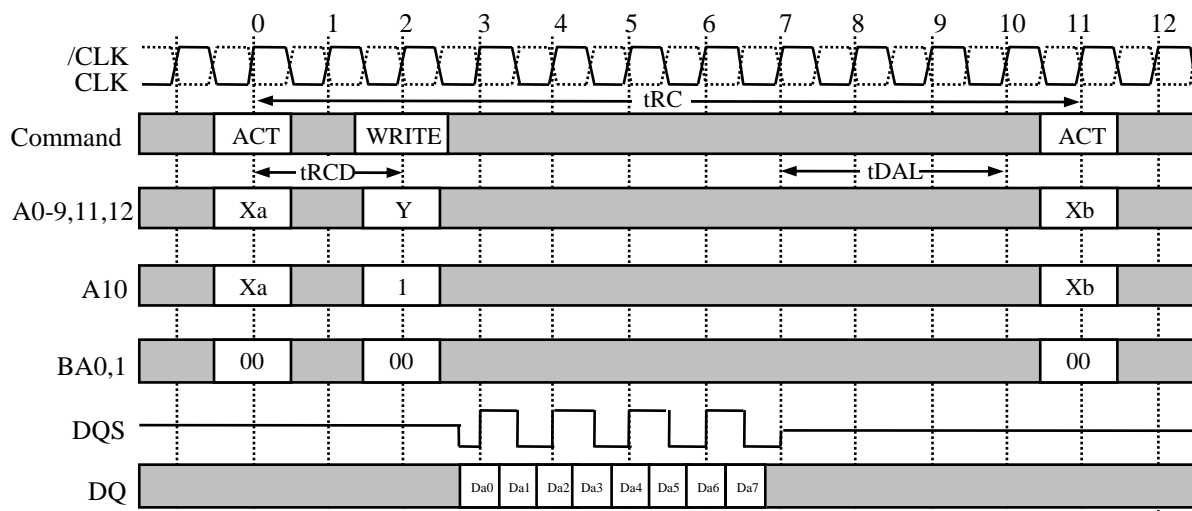 0 1 2 3 4 5 6 7 8 9 10 11 12
/CLK
CLK
tRC
Command ACT WRITE ACT
tRCD tDAL
A0-9,11,12 Xa Y Xb
A10 Xa 1 Xb
BA0,1 00 00 00
DQS
DQ Da0 Da1 Da2 Da3 Da4 Da5 Da6 Da7